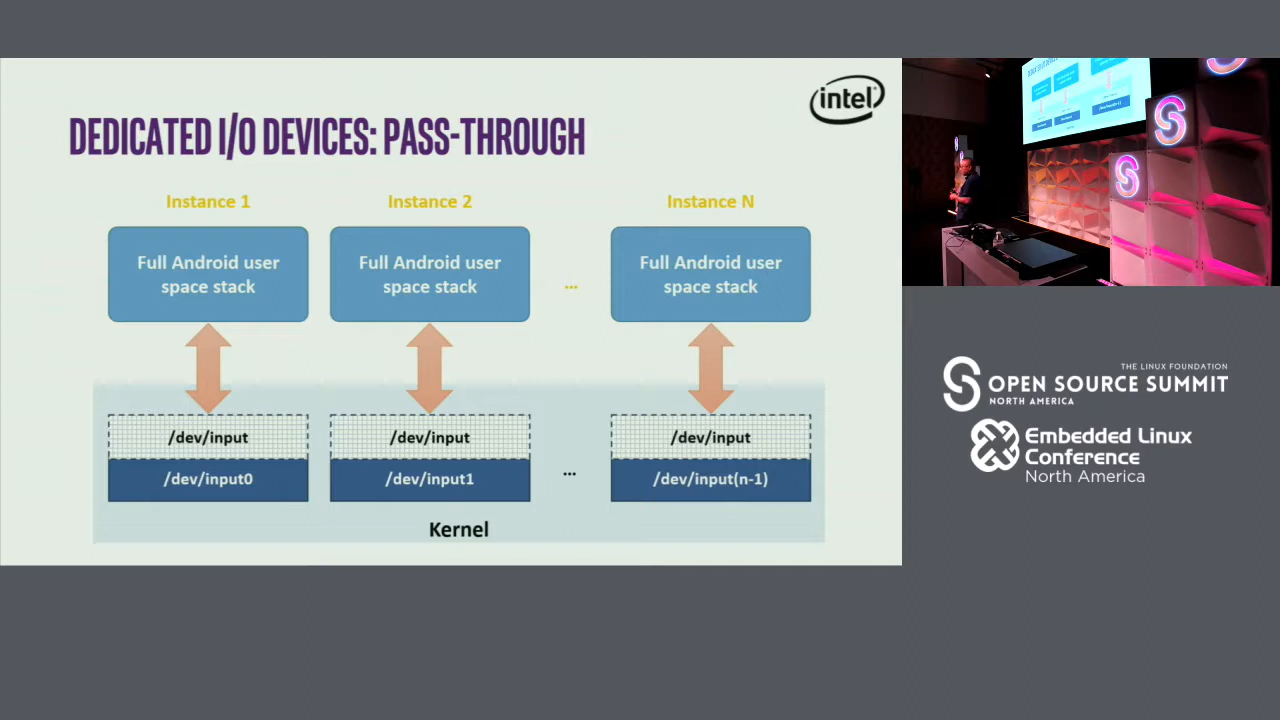 intel
DEDICATED I/O DEVICES: PASS-THROUGH
Instance 1
Instance 2
Instance N
Full Android user
space stack
Full Android user
space stack
...
Full Android user
space stack
/dev/input
/dev/input
/dev/input
/dev/input0
/dev/input1
...
/dev/input(n-1)
Kernel
THE LINUX FOUNDATION
OPEN SOURCE SUMMIT
NORTH AMERICA
Embedded Linux
Conference
North America